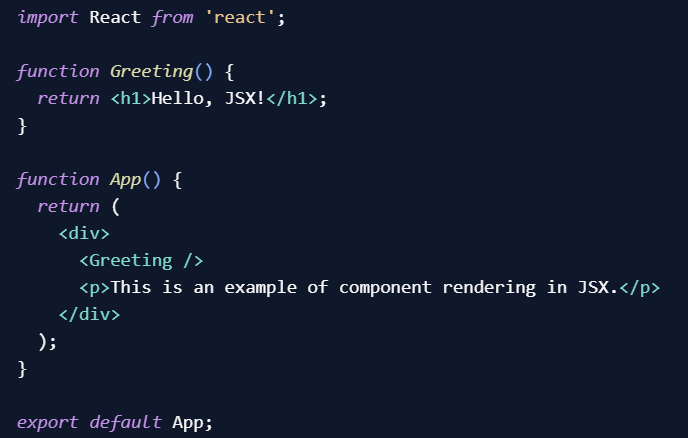 import React from 'react';
function Greeting() {
return <h1>Hello, JSX!</h1>;
}
function App() {
return (
<div>
<Greeting />
<p>This is an example of component rendering in JSX.</p>
</div>
);
}
export default App;